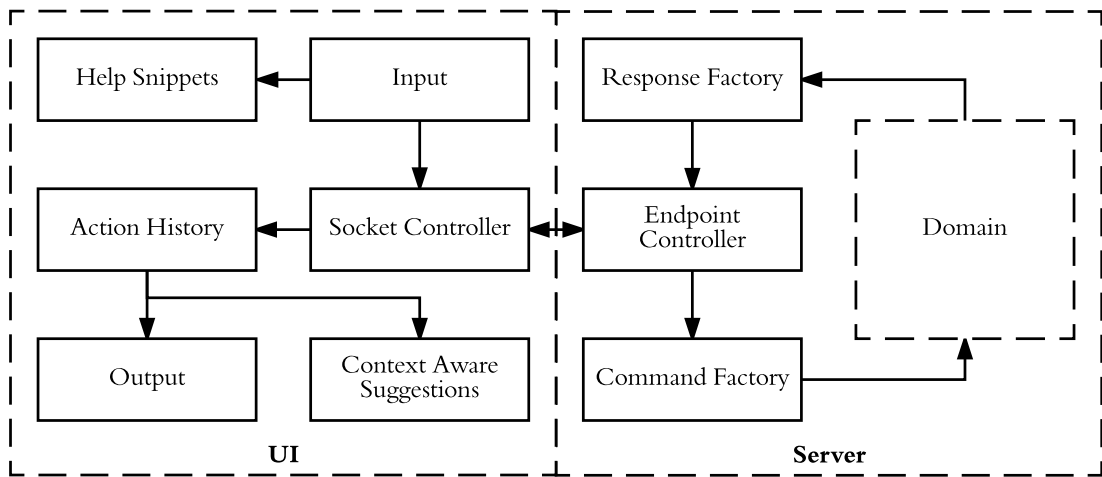 Help Snippets
Input
Response Factory
Action History
Socket Controller
Endpoint
Controller
Domain
Output
Context Aware
Suggestions
Command Factory
UI
Server